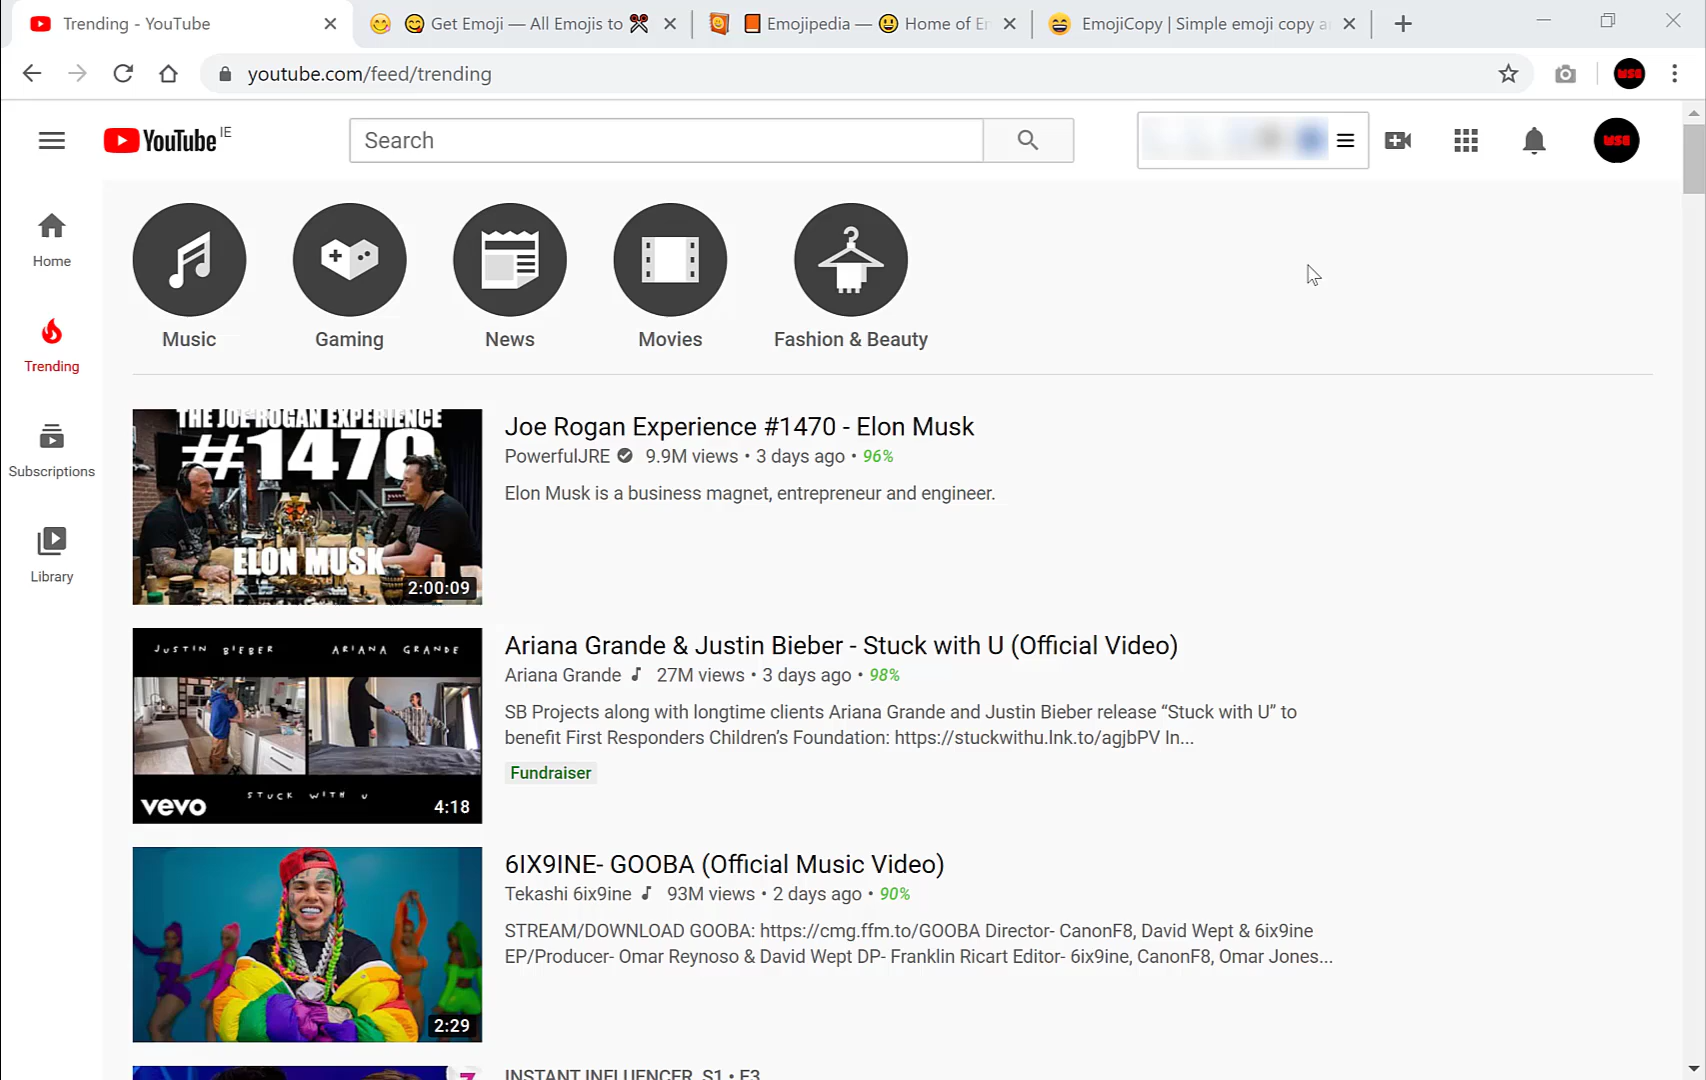 Trending - YouTube
😋 Get Emoji — All Emojis to ✂
📙 Emojipedia — 😃 Home of Em
EmojiCopy | Simple emoji copy a
youtube.com/feed/trending
WSG
YouTube IE
Search
WSG
Home
Trending
Subscriptions
Library
Music
Gaming
News
Movies
Fashion & Beauty
THE JOE ROGAN EXPERIENCE
#1470
ELON MUSK
2:00:09
Joe Rogan Experience #1470 - Elon Musk
PowerfulJRE 9.9M views • 3 days ago • 96%
Elon Musk is a business magnet, entrepreneur and engineer.
JUSTIN BIEBER ARIANA GRANDE
STUCK WITH U
vevo
4:18
Ariana Grande & Justin Bieber - Stuck with U (Official Video)
Ariana Grande 27M views • 3 days ago • 98%
SB Projects along with longtime clients Ariana Grande and Justin Bieber release “Stuck with U” to
benefit First Responders Children’s Foundation: https://stuckwithu.lnk.to/agjbPV In...
Fundraiser
2:29
6IX9INE- GOOBA (Official Music Video)
Tekashi 6ix9ine 93M views • 2 days ago • 90%
STREAM/DOWNLOAD GOOBA: https://cmg.ffm.to/GOOBA Director- CanonF8, David Wept & 6ix9ine
EP/Producer- Omar Reynoso & David Wept DP- Franklin Ricart Editor- 6ix9ine, CanonF8, Omar Jones...
INSTANT INFLUENCER S1 • E3